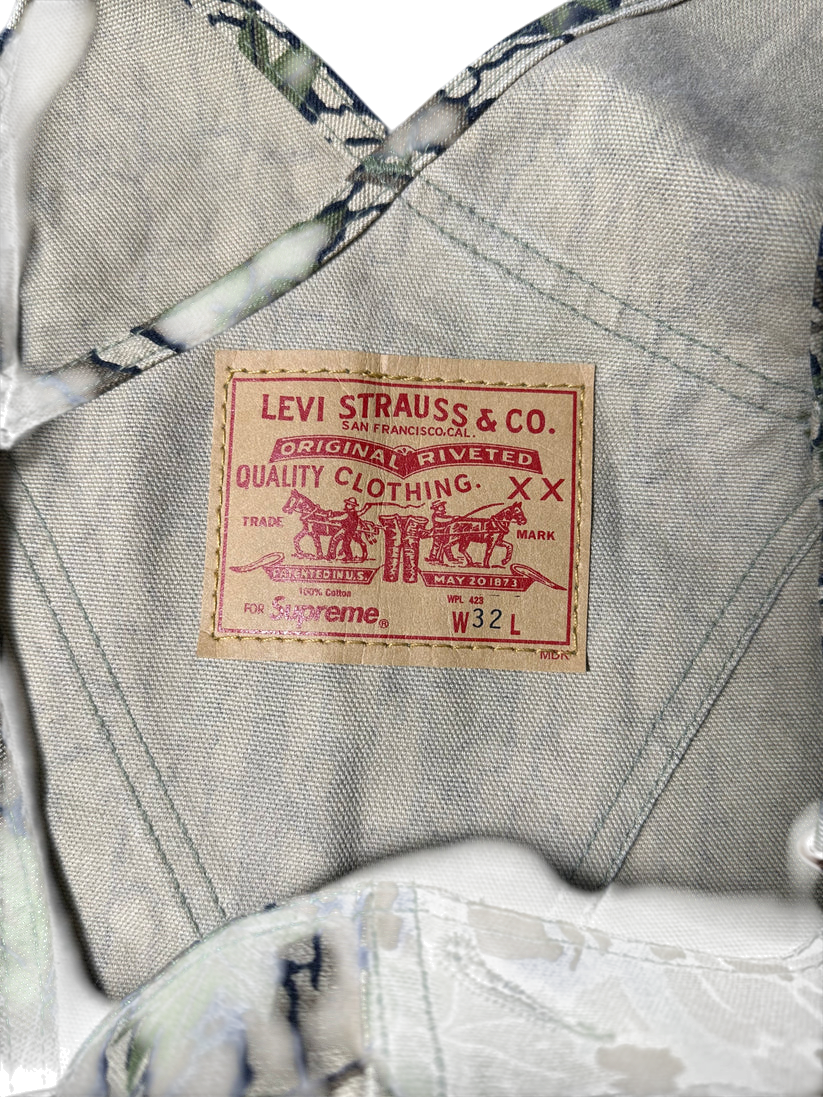 LEVI STRAUSS & CO.
SAN FRANCISCO, CAL.
ORIGINAL RIVETED
QUALITY CLOTHING. XX
TRADE MARK
PATENTED IN U.S. MAY 20 1873
100% Cotton WPL 423
FOR Supreme® W32 L
MBK